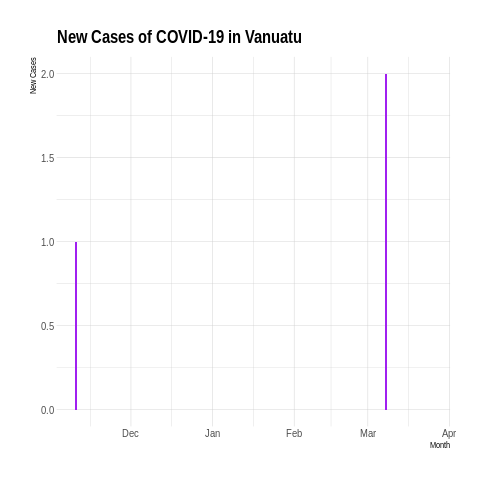 New Cases of COVID-19 in Vanuatu
New Cases
2.0
1.5
1.0
0.5
0.0
Dec Jan Feb Mar Apr
Month